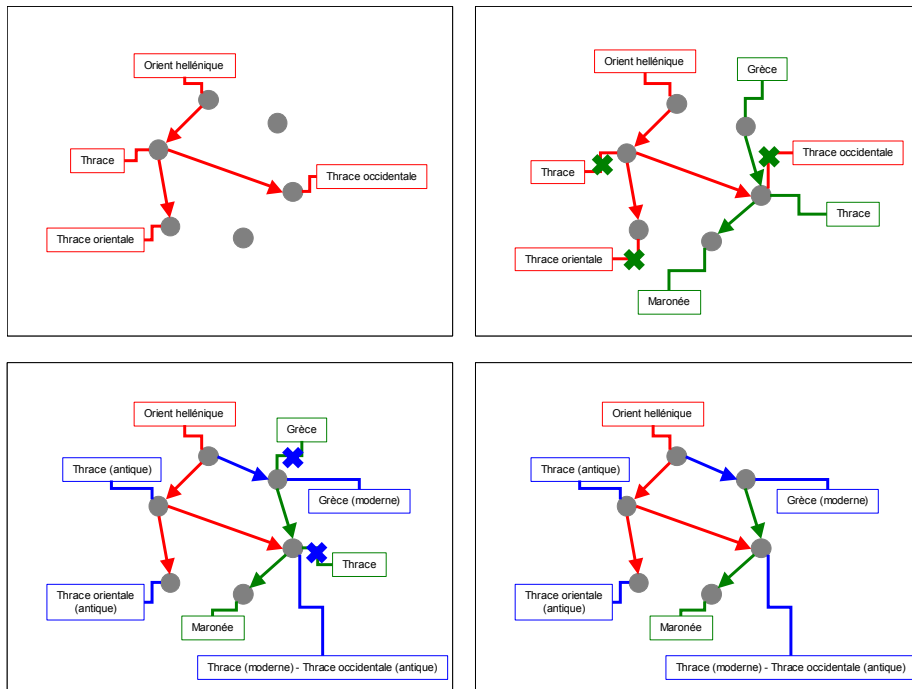 Orient hellénique
Thrace
Thrace occidentale
Thrace orientale
Orient hellénique
Grèce
Thrace occidentale
Thrace
Thrace
Thrace orientale
Maronée
Orient hellénique
Grèce
Thrace (antique)
Grèce (moderne)
Thrace
Thrace orientale
(antique)
Maronée
Thrace (moderne) - Thrace occidentale (antique)
Orient hellénique
Thrace (antique)
Grèce (moderne)
Thrace orientale
(antique)
Maronée
Thrace (moderne) - Thrace occidentale (antique)